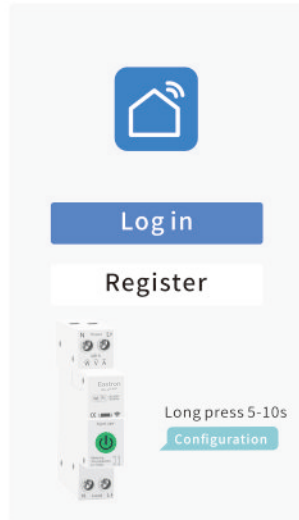 Log in
Register
Long press 5-10s
Configuration
Eastron